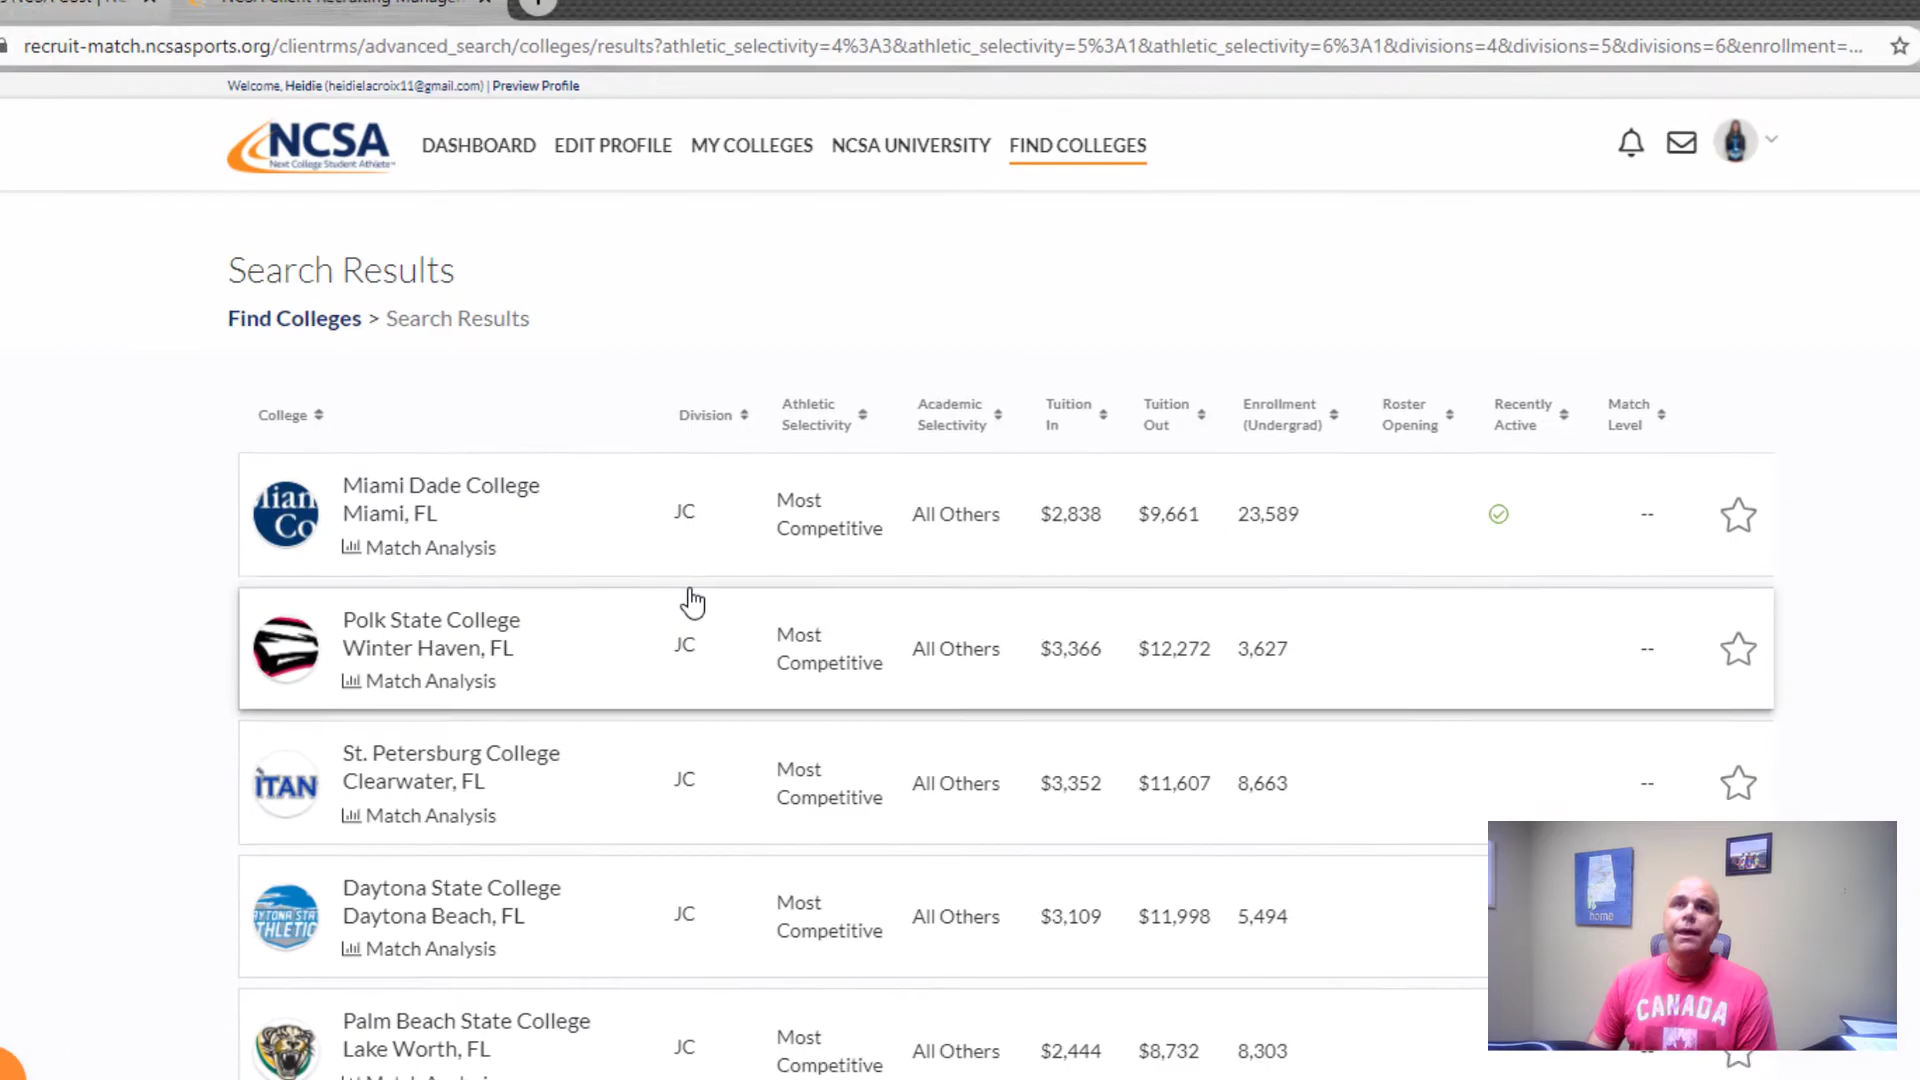 recruit-match.ncsasports.org/clientrms/advanced_search/colleges/results?athletic_selectivity=4%3A3&athletic_selectivity=5%3A1&athletic_selectivity=6%3A1&divisions=4&divisions=5&divisions=6&enrollment=...
Welcome, Heidie (heidielacroix11@gmail.com) | Preview Profile
NCSA
Next College Student Athlete
DASHBOARD EDIT PROFILE MY COLLEGES NCSA UNIVERSITY FIND COLLEGES
Search Results
Find Colleges > Search Results
College Division Athletic Selectivity Academic Selectivity Tuition In Tuition Out Enrollment (Undergrad) Roster Opening Recently Active Match Level
Miami Dade College
Miami, FL
Match Analysis
JC Most Competitive All Others $2,838 $9,661 23,589 --
Polk State College
Winter Haven, FL
Match Analysis
JC Most Competitive All Others $3,366 $12,272 3,627 --
St. Petersburg College
Clearwater, FL
Match Analysis
JC Most Competitive All Others $3,352 $11,607 8,663 --
Daytona State College
Daytona Beach, FL
Match Analysis
JC Most Competitive All Others $3,109 $11,998 5,494
Palm Beach State College
Lake Worth, FL
JC Most Competitive All Others $2,444 $8,732 8,303 --
home
CANADA